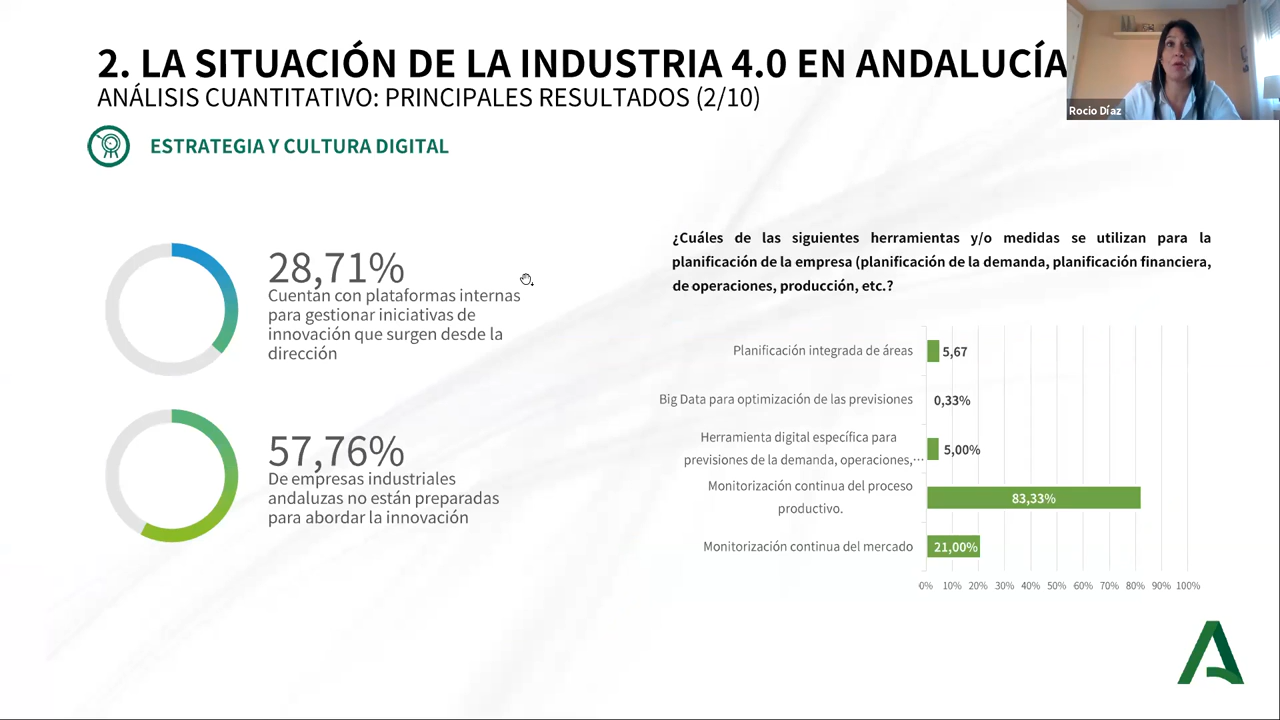 2. LA SITUACIÓN DE LA INDUSTRIA 4.0 EN ANDALUCÍA
ANÁLISIS CUANTITATIVO: PRINCIPALES RESULTADOS (2/10)
Rocio Díaz
ESTRATEGIA Y CULTURA DIGITAL
28,71%
Cuentan con plataformas internas
para gestionar iniciativas de
innovación que surgen desde la
dirección
57,76%
De empresas industriales
andaluzas no están preparadas
para abordar la innovación
¿Cuáles de las siguientes herramientas y/o medidas se utilizan para la
planificación de la empresa (planificación de la demanda, planificación financiera,
de operaciones, producción, etc.?
Planificación integrada de áreas
5,67
Big Data para optimización de las previsiones
0,33%
Herramienta digital específica para
previsiones de la demanda, operaciones,…
5,00%
Monitorización continua del proceso
productivo.
83,33%
Monitorización continua del mercado
21,00%
0% 10% 20% 30% 40% 50% 60% 70% 80% 90% 100%